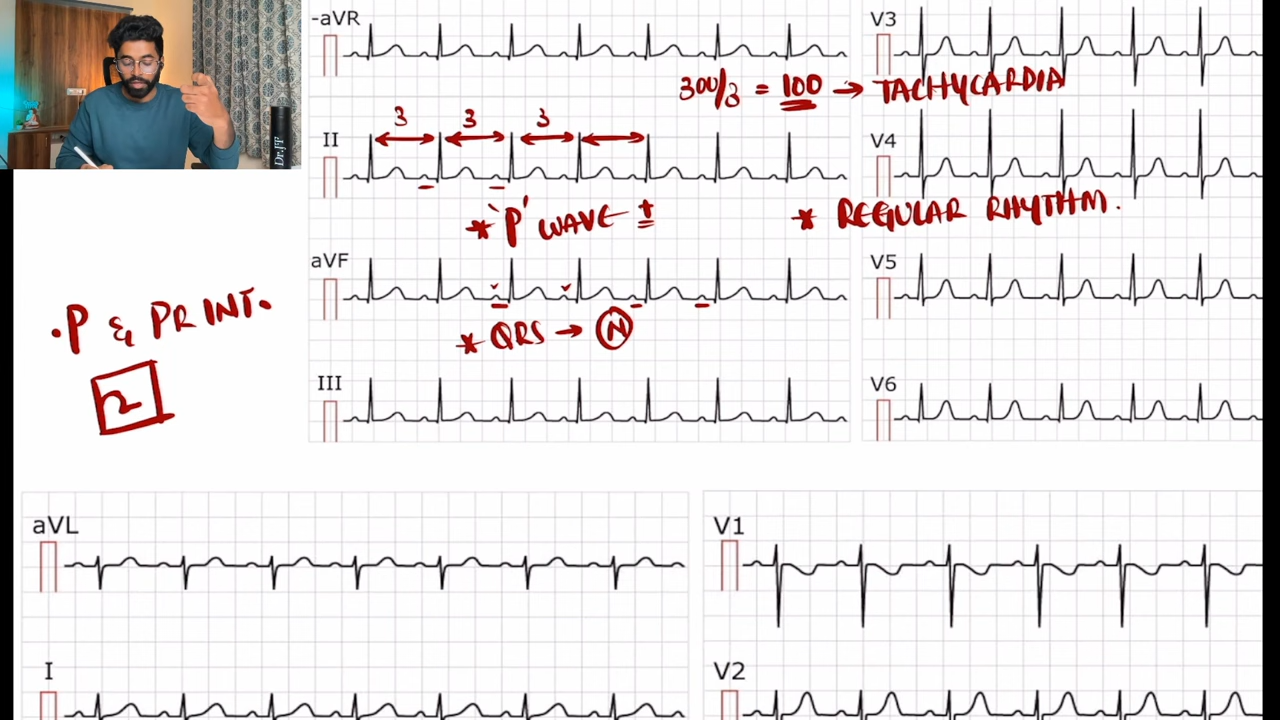 -aVR
V3
300/3 = 100 → TACHYCARDIA
3 3 3
II
V4
* 'P' WAVE +
* REGULAR RHYTHM.
aVF
V5
* QRS → N
.P & PR INT.
2
III
V6
aVL
V1
I
V2